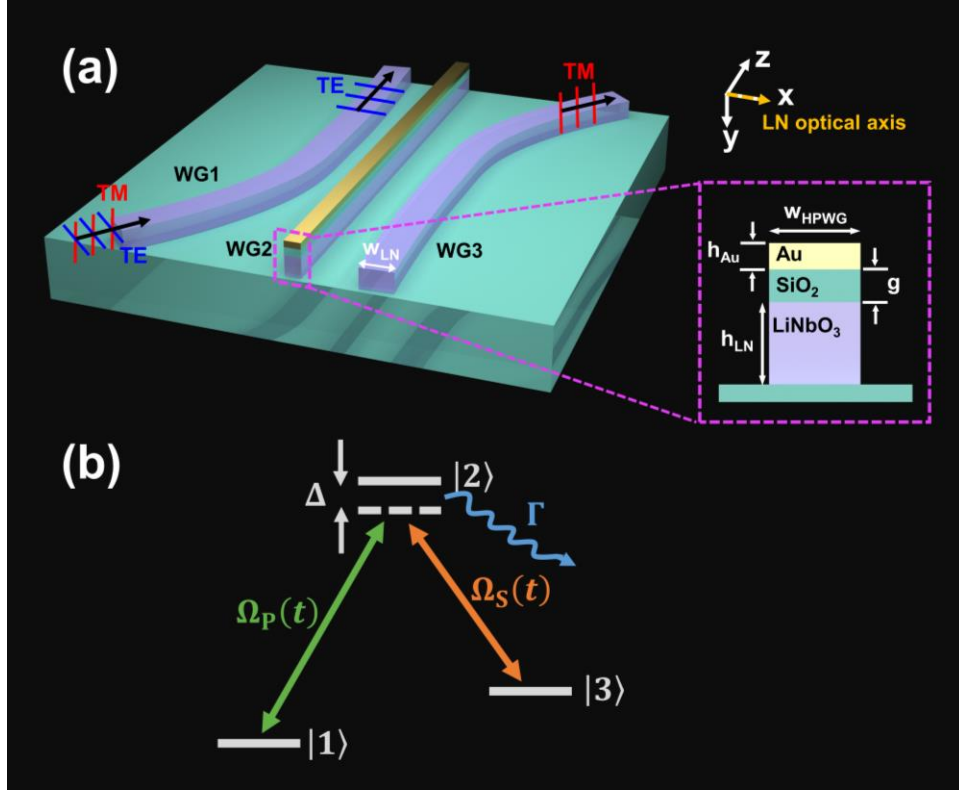 (a)
TE
TM
z
x
LN optical axis
y
WG1
TM
TE
WG2
w_LN
WG3
w_HPWG
h_Au
Au
SiO₂
g
LiNbO₃
h_LN
(b)
Δ
|2⟩
Γ
Ω_P(t)
Ω_S(t)
|3⟩
|1⟩